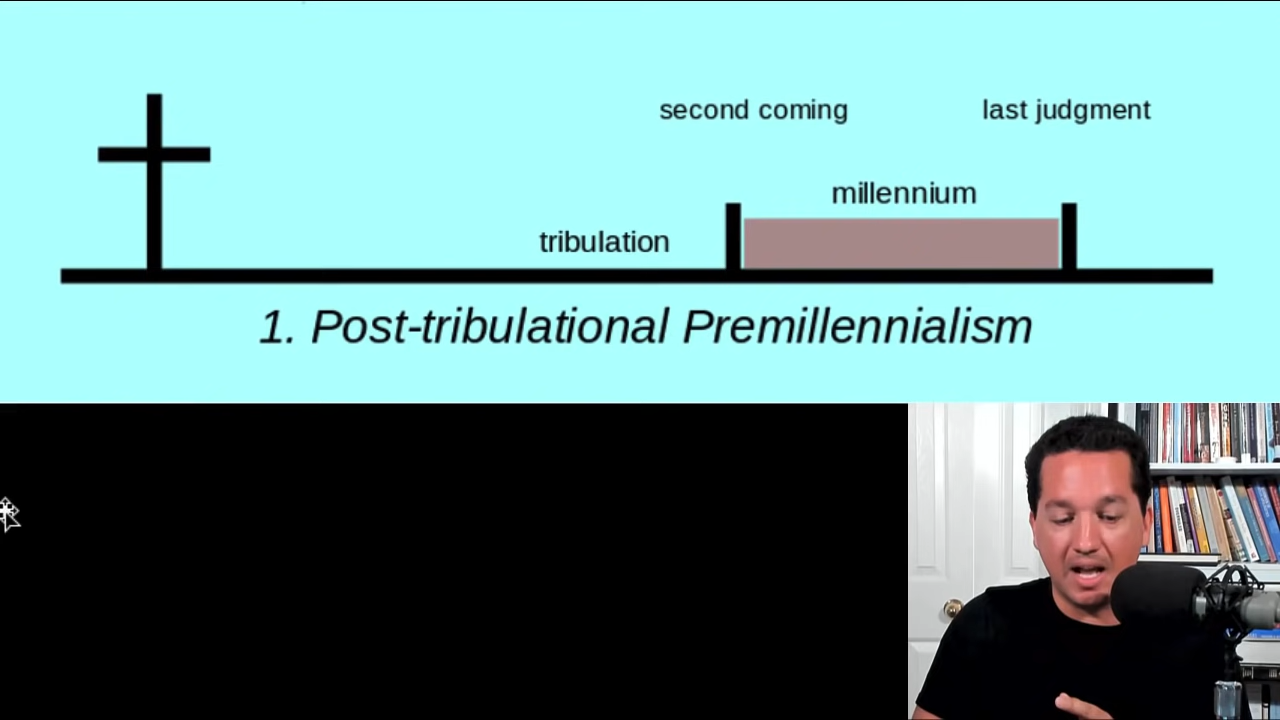 second coming
last judgment
millennium
tribulation
1. Post-tribulational Premillennialism